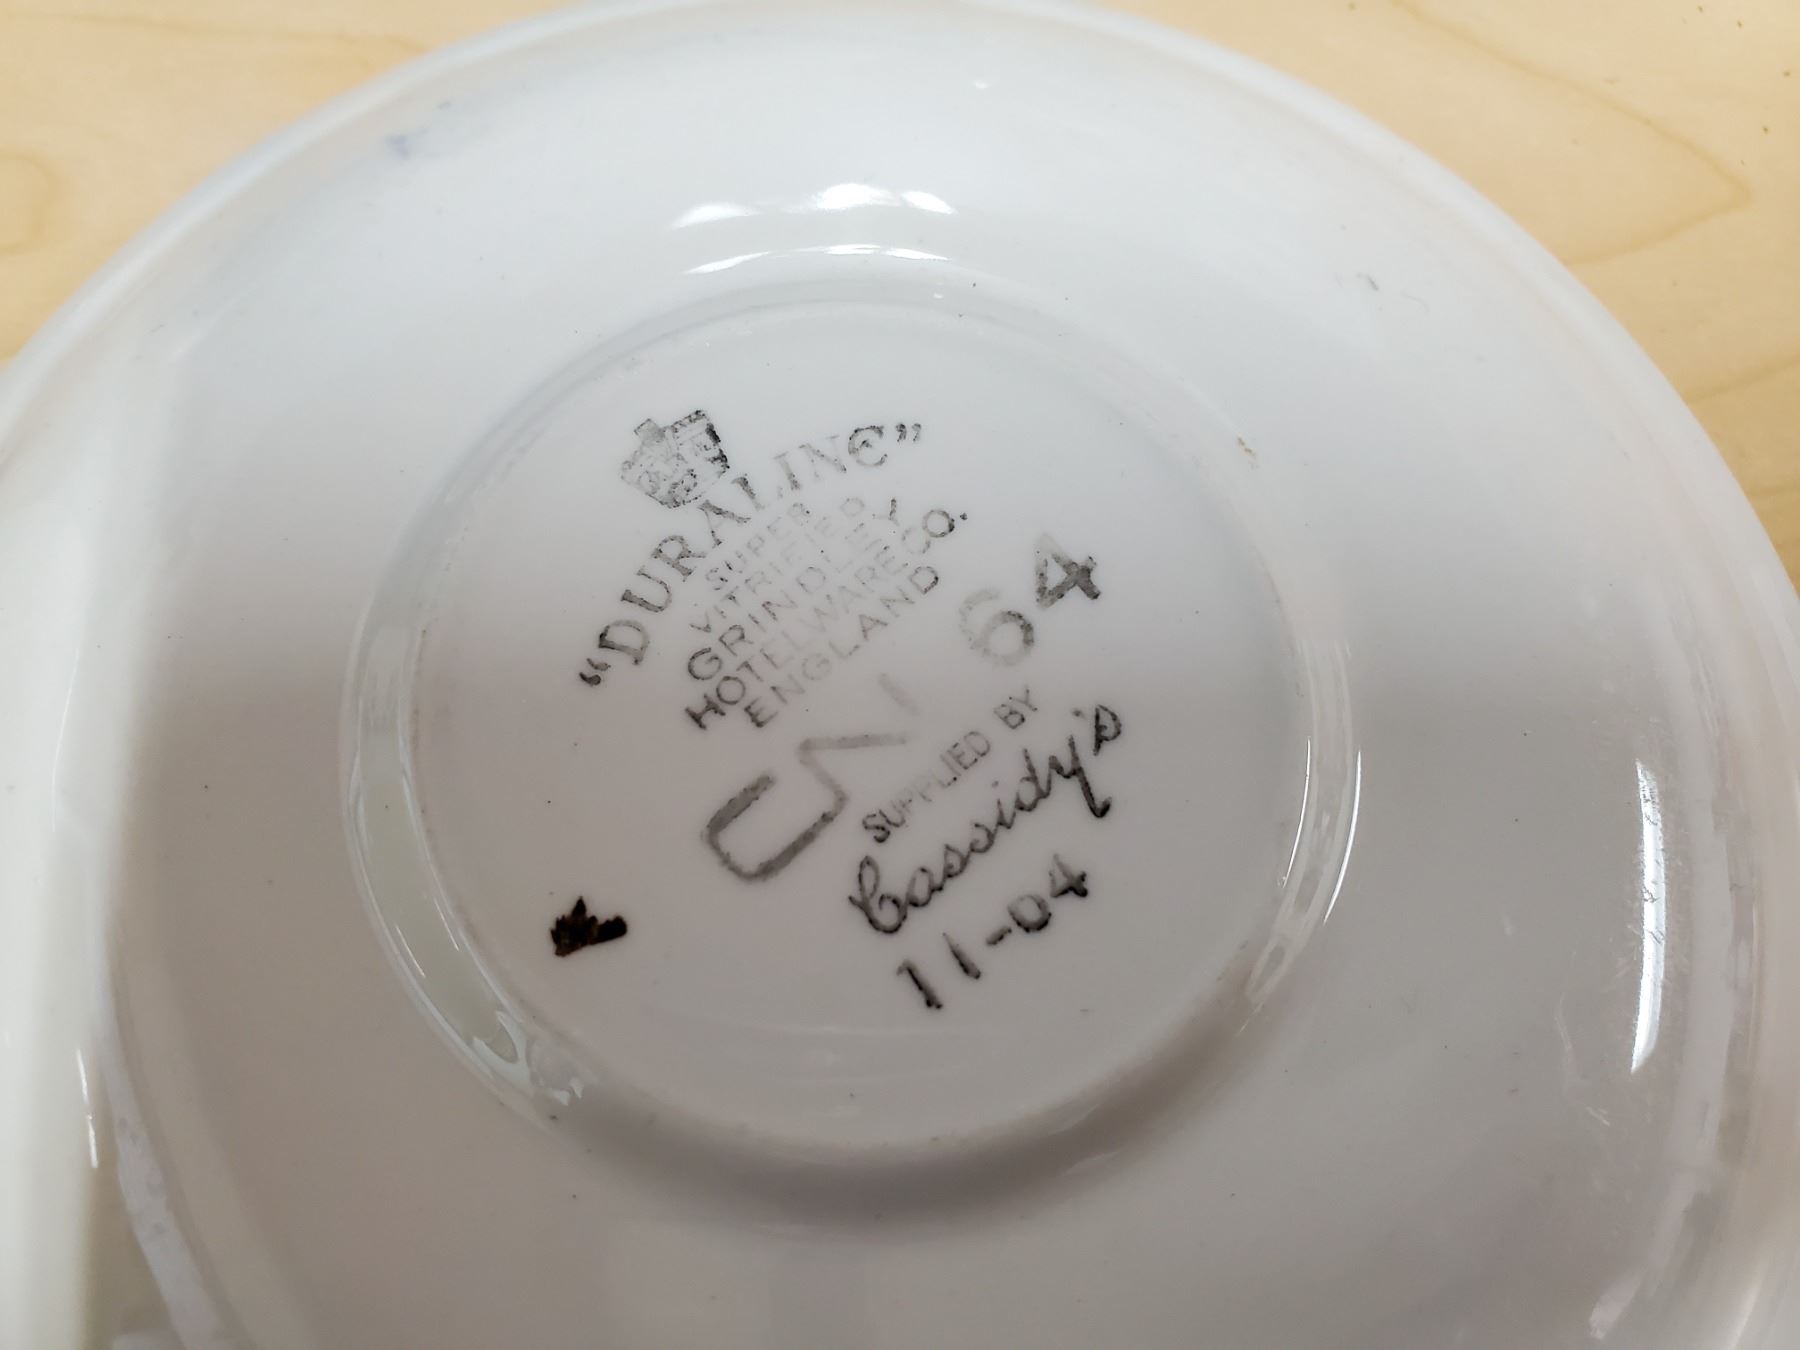 "DURALINE"
SUPER
VITRIFIED
GRINDLEY
HOTELWARE CO.
ENGLAND
64
SUPPLIED BY
Cassidy's
11-04